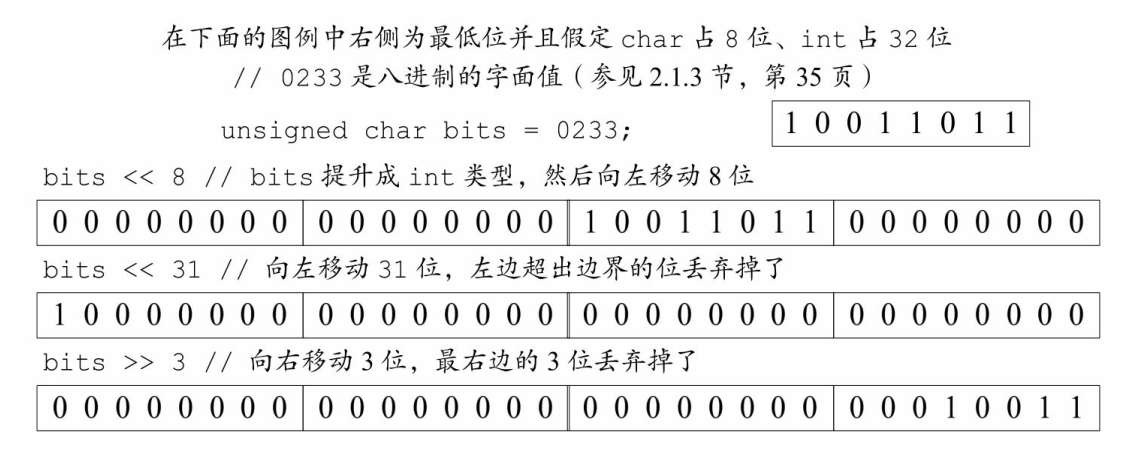 在下面的图例中右侧为最低位并且假定 char 占 8 位、int 占 32 位
// 0233 是八进制的字面值（参见 2.1.3 节，第 35 页）
unsigned char bits = 0233; 1 0 0 1 1 0 1 1
bits << 8 // bits 提升成 int 类型，然后向左移动 8 位
0 0 0 0 0 0 0 0 0 0 0 0 0 0 0 0 1 0 0 1 1 0 1 1 0 0 0 0 0 0 0 0
bits << 31 // 向左移动 31 位，左边超出边界的位丢弃掉了
1 0 0 0 0 0 0 0 0 0 0 0 0 0 0 0 0 0 0 0 0 0 0 0 0 0 0 0 0 0 0 0
bits >> 3 // 向右移动 3 位，最右边的 3 位丢弃掉了
0 0 0 0 0 0 0 0 0 0 0 0 0 0 0 0 0 0 0 0 0 0 0 0 0 0 0 1 0 0 1 1